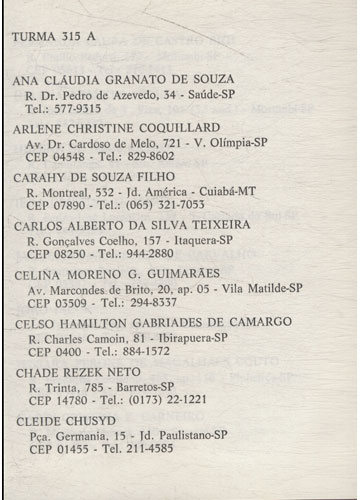 TURMA 315 A
ANA CLÁUDIA GRANATO DE SOUZA
R. Dr. Pedro de Azevedo, 34 - Saúde-SP
Tel.: 577-9315
ARLENE CHRISTINE COQUILLARD
Av. Dr. Cardoso de Melo, 721 - V. Olímpia-SP
CEP 04548 - Tel.: 829-8602
CARAHY DE SOUZA FILHO
R. Montreal, 532 - Jd. América - Cuiabá-MT
CEP 07890 - Tel.: (065) 321-7053
CARLOS ALBERTO DA SILVA TEIXEIRA
R. Gonçalves Coelho, 157 - Itaquera-SP
CEP 08250 - Tel.: 944-2880
CELINA MORENO G. GUIMARÃES
Av. Marcondes de Brito, 20, ap. 05 - Vila Matilde-SP
CEP 03509 - Tel.: 294-8337
CELSO HAMILTON GABRIADES DE CAMARGO
R. Charles Camoin, 81 - Ibirapuera-SP
CEP 0400 - Tel.: 884-1572
CHADE REZEK NETO
R. Trinta, 785 - Barretos-SP
CEP 14780 - Tel.: (0173) 22-1221
CLEIDE CHUSYD
Pça. Germania, 15 - Jd. Paulistano-SP
CEP 01455 - Tel. 211-4585